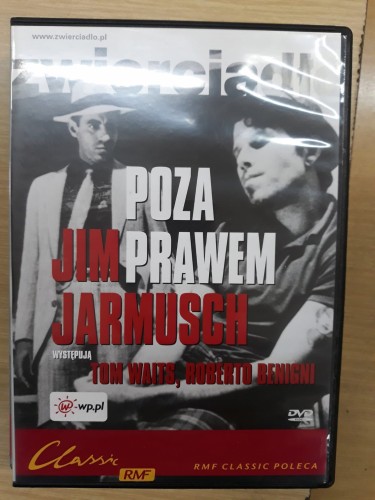 www.zwierciadlo.pl
zwierciadł
POZA
JIM PRAWEM
JARMUSCH
WYSTĘPUJĄ
TOM WAITS, ROBERTO BENIGNI
w-wp.pl
DVD
Classic
RMF
RMF CLASSIC POLECA